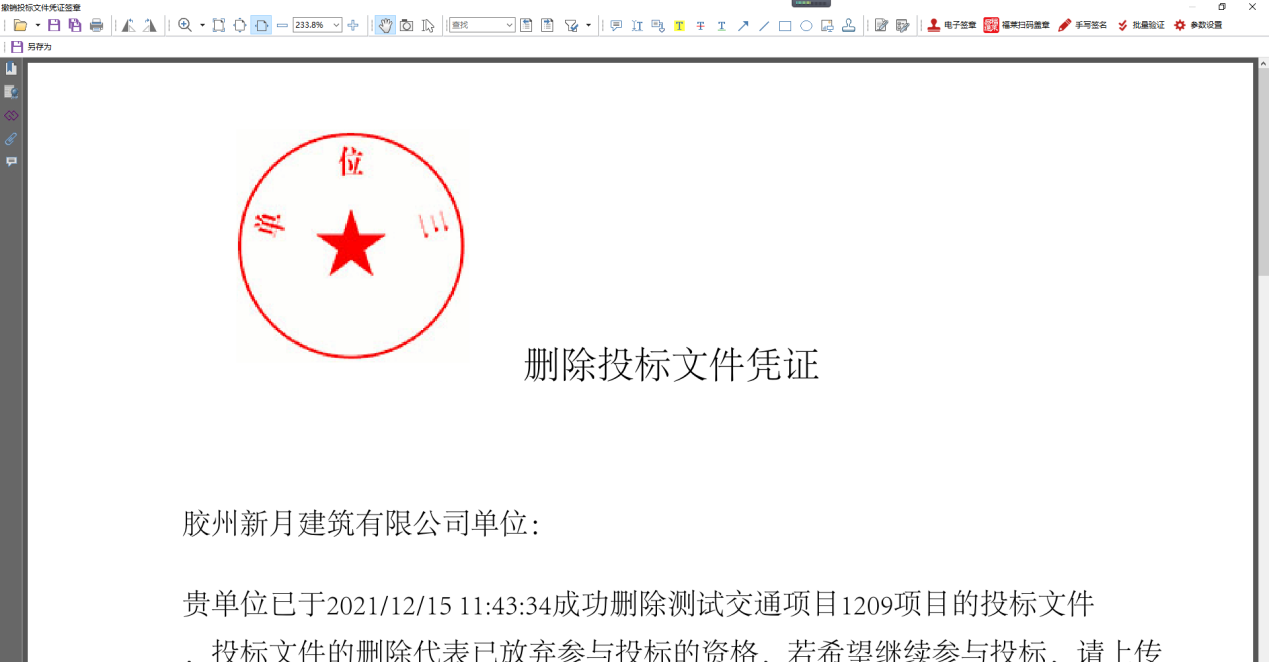 撤销投标文件凭证签章
233.8%
查找
电子签章
福莱扫码盖章
手写签名
批量验证
参数设置
另存为
单位
删除投标文件凭证
胶州新月建筑有限公司单位：
贵单位已于2021/12/15 11:43:34成功删除测试交通项目1209项目的投标文件
，投标文件的删除代表已放弃参与投标的资格，若希望继续参与投标，请上传